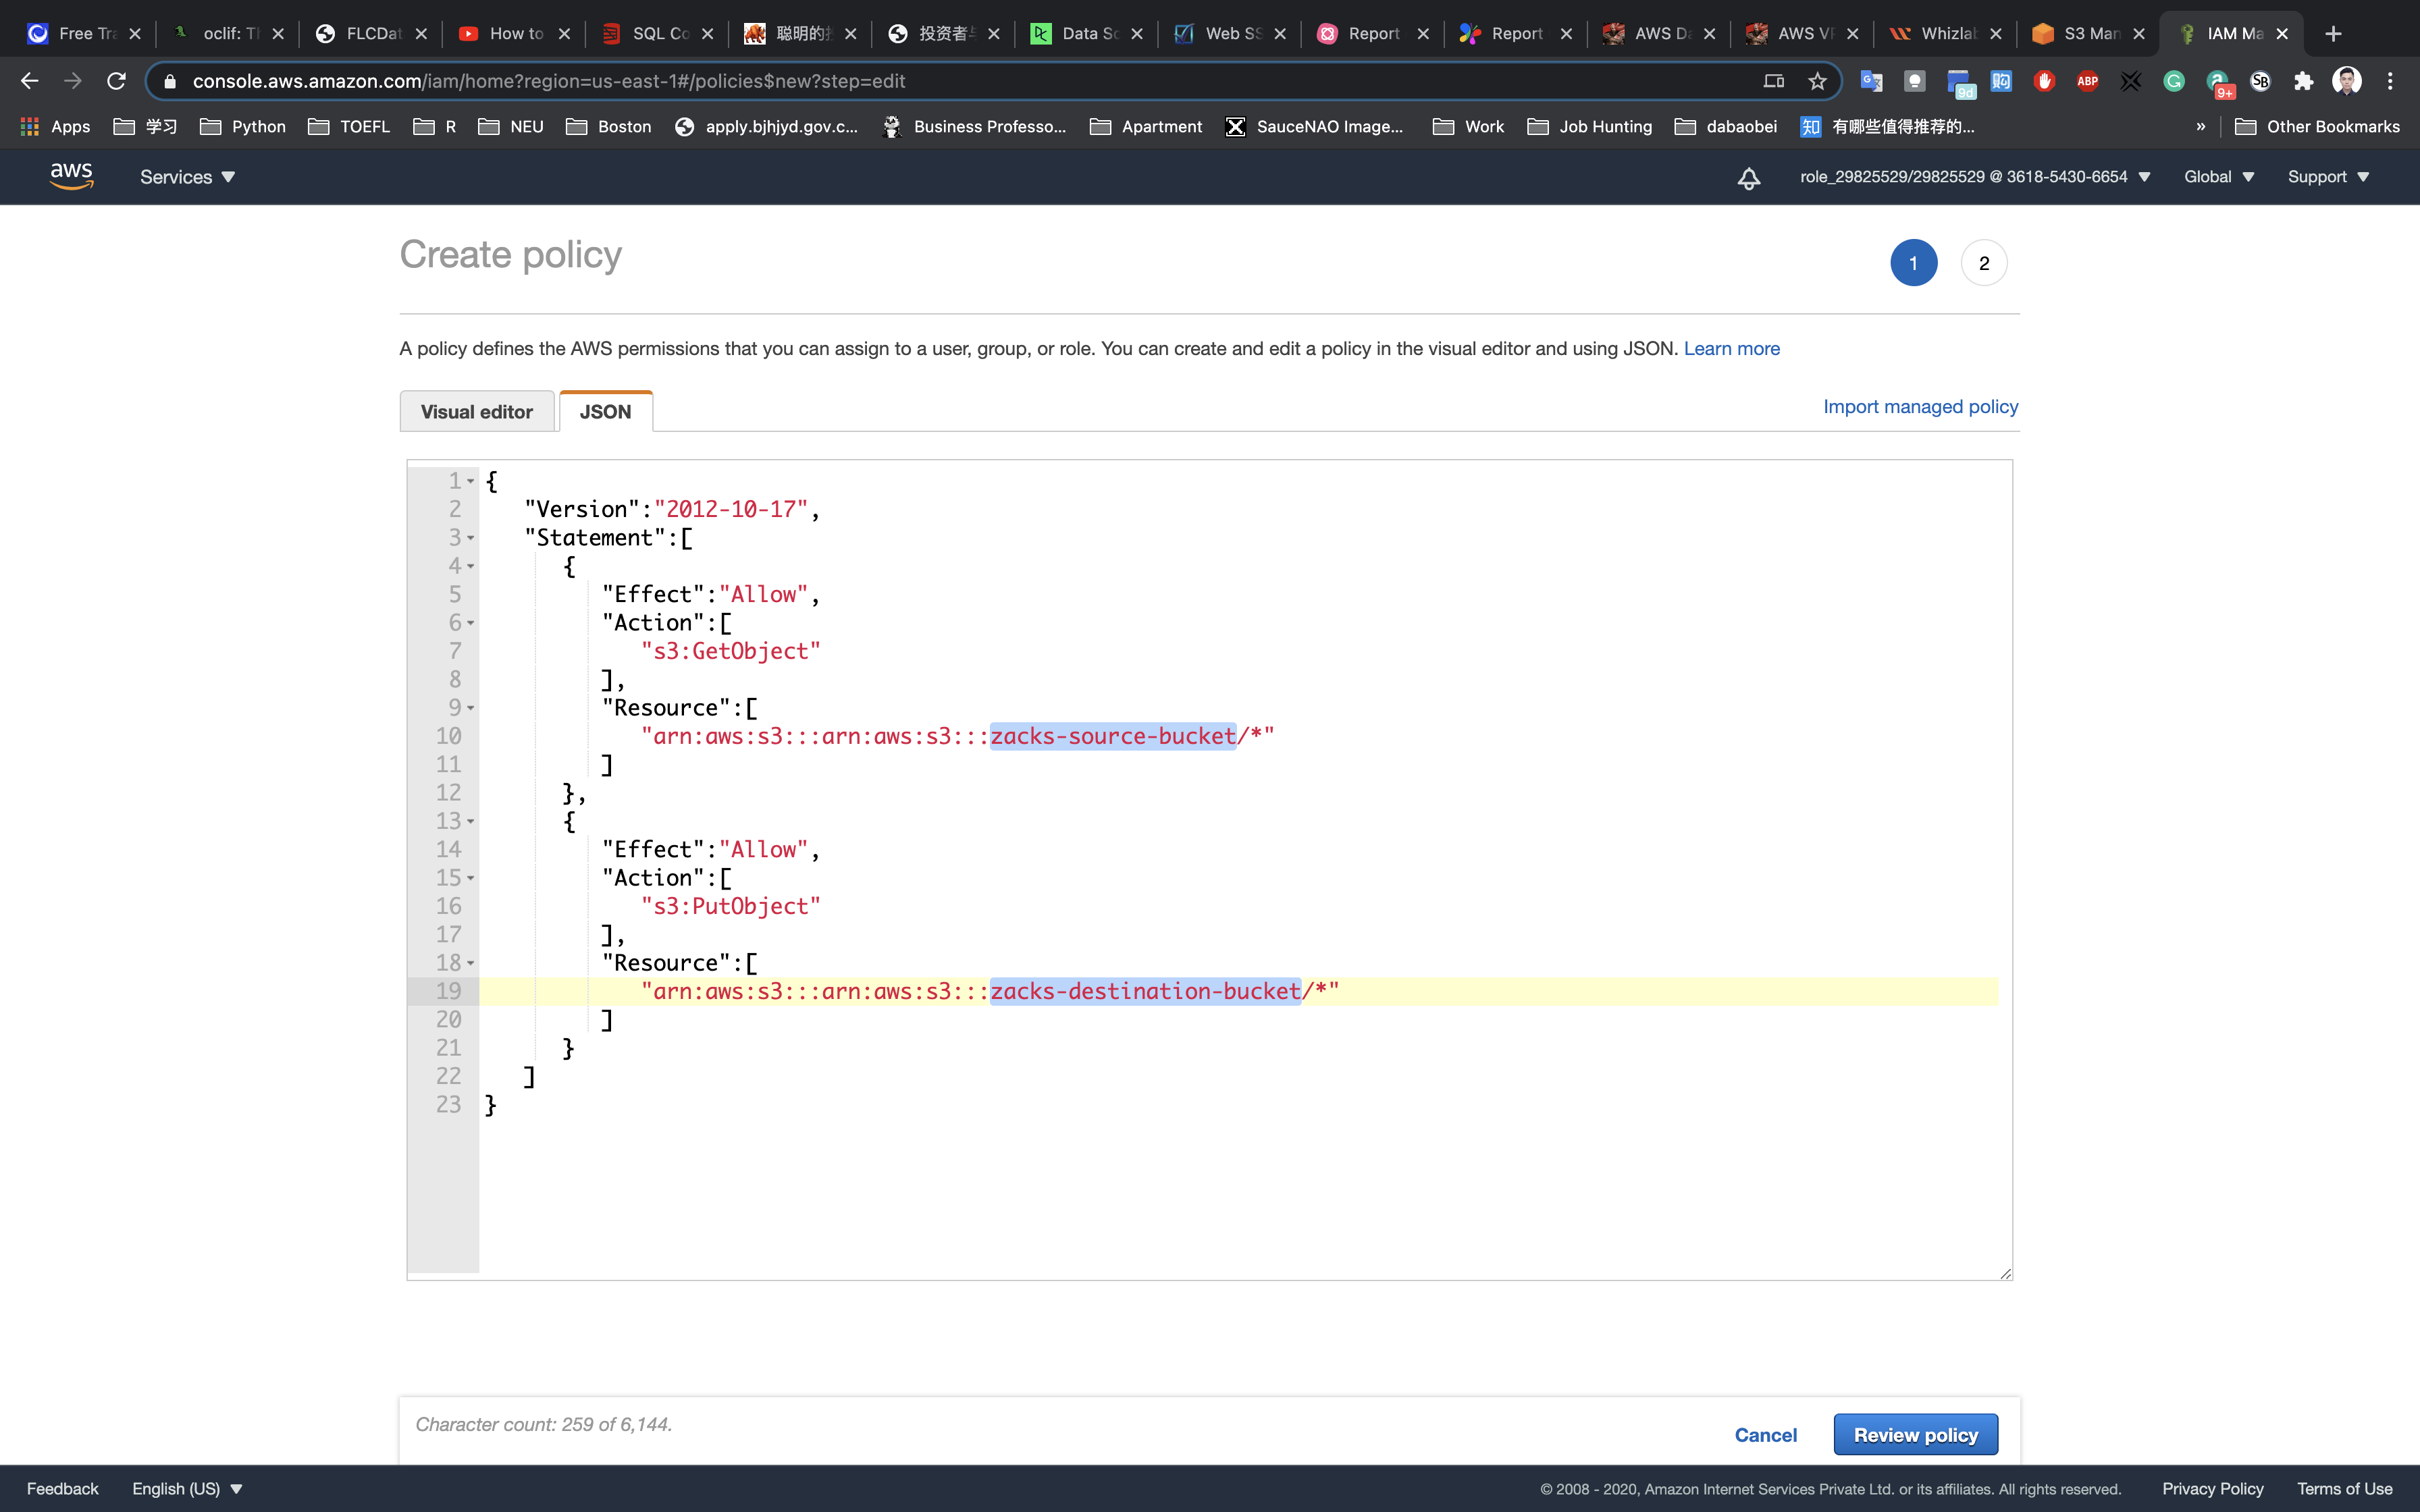 Free Tra
oclif: Th
FLCDat
How to
SQL Co
聪明的投
投资者与
Data Sc
Web SS
Report
Report
AWS Da
AWS VP
Whizlab
S3 Man
IAM Ma
console.aws.amazon.com/iam/home?region=us-east-1#/policies$new?step=edit
9d
购
ABP
9+
SB
Apps
学习
Python
TOEFL
R
NEU
Boston
apply.bjhjyd.gov.c...
Business Professo...
Apartment
SauceNAO Image...
Work
Job Hunting
dabaobei
知 有哪些值得推荐的...
»
Other Bookmarks
aws
Services
role_29825529/29825529 @ 3618-5430-6654
Global
Support
Create policy
1
2
A policy defines the AWS permissions that you can assign to a user, group, or role. You can create and edit a policy in the visual editor and using JSON. Learn more
Visual editor
JSON
Import managed policy
1 {
2 "Version":"2012-10-17",
3 "Statement":[
4 {
5 "Effect":"Allow",
6 "Action":[
7 "s3:GetObject"
8 ],
9 "Resource":[
10 "arn:aws:s3:::arn:aws:s3:::zacks-source-bucket/*"
11 ]
12 },
13 {
14 "Effect":"Allow",
15 "Action":[
16 "s3:PutObject"
17 ],
18 "Resource":[
19 "arn:aws:s3:::arn:aws:s3:::zacks-destination-bucket/*"
20 ]
21 }
22 ]
23 }
Character count: 259 of 6,144.
Cancel
Review policy
Feedback
English (US)
© 2008 - 2020, Amazon Internet Services Private Ltd. or its affiliates. All rights reserved.
Privacy Policy
Terms of Use